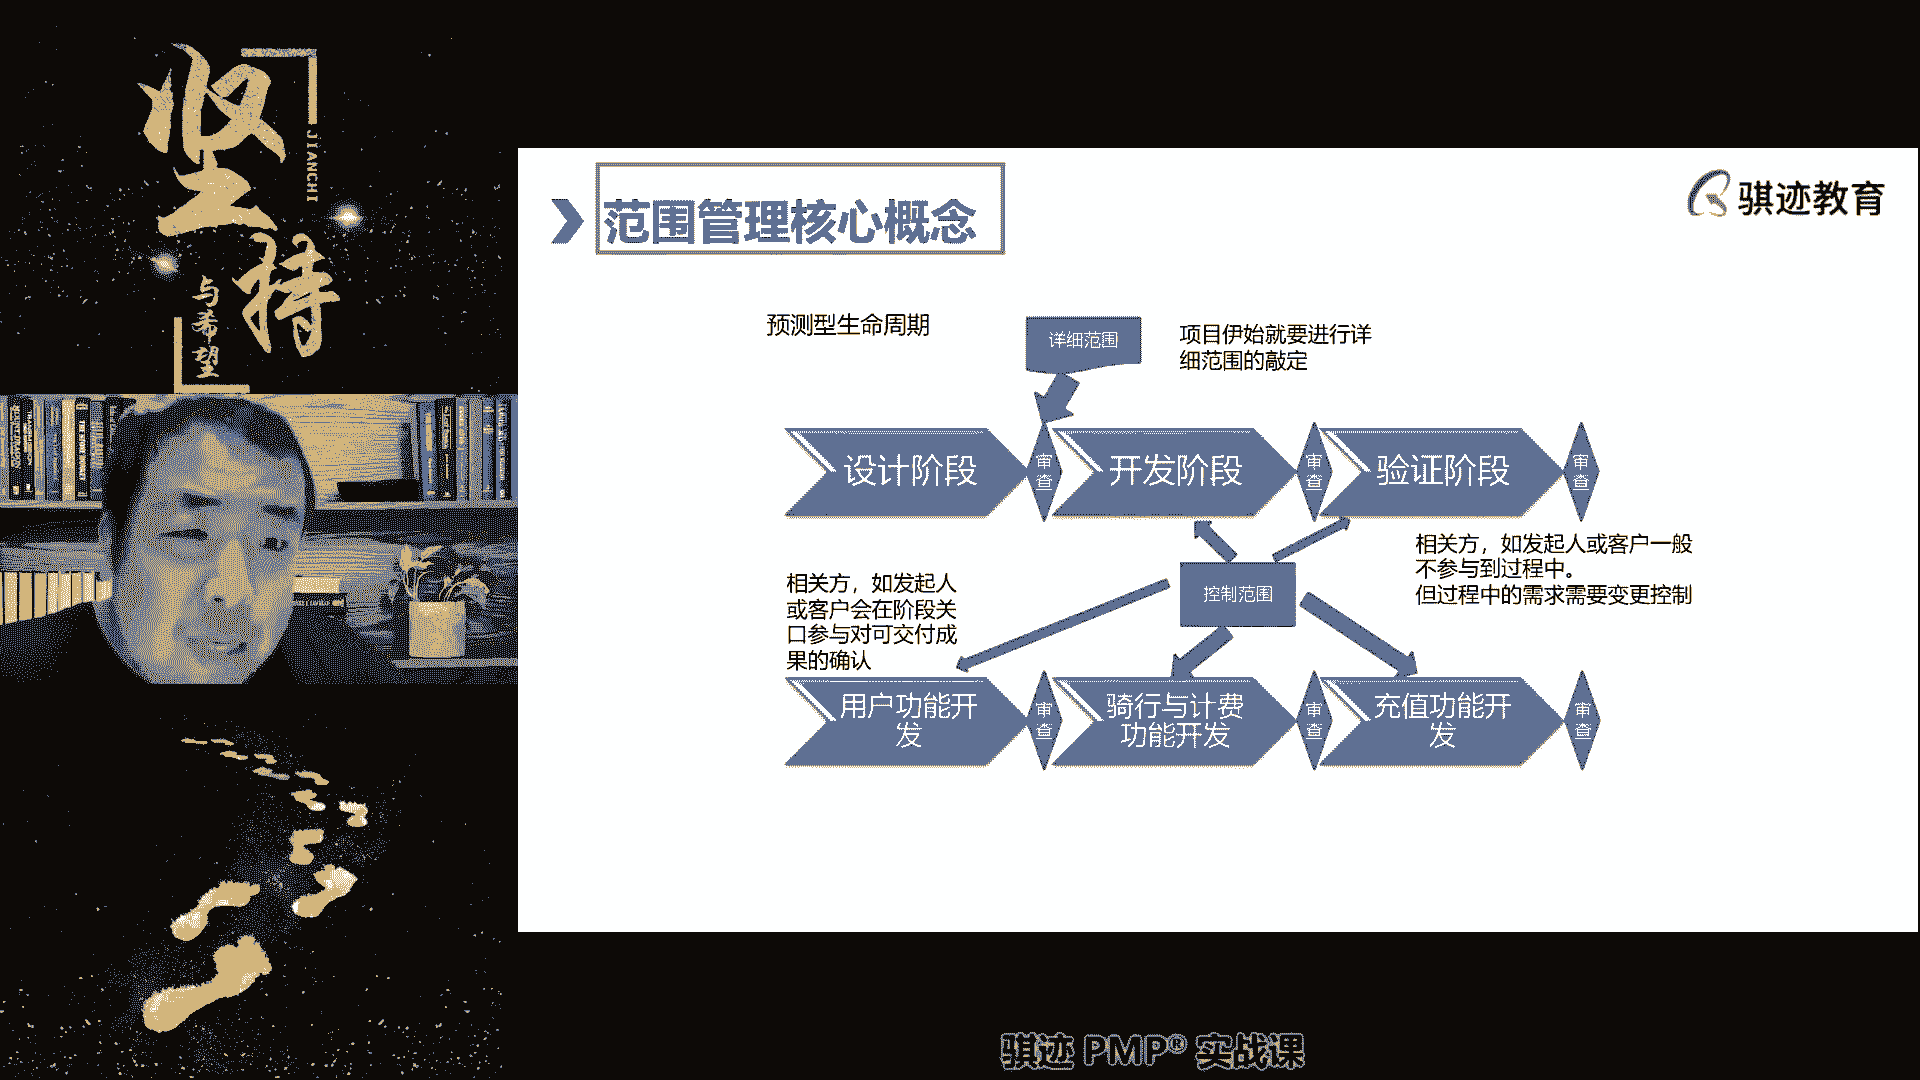 坚
持
JIANCHI
与希望
范围管理核心概念
骐迹教育
预测型生命周期
详细范围
项目伊始就要进行详
细范围的敲定
设计阶段
审查
开发阶段
审查
验证阶段
审查
相关方，如发起人或客户一般
不参与到过程中。
但过程中的需求需要变更控制
控制范围
相关方，如发起人
或客户会在阶段关
口参与对可交付成
果的确认
用户功能开
发
审查
骑行与计费
功能开发
审查
充值功能开
发
审查
骐迹 PMP® 实战课